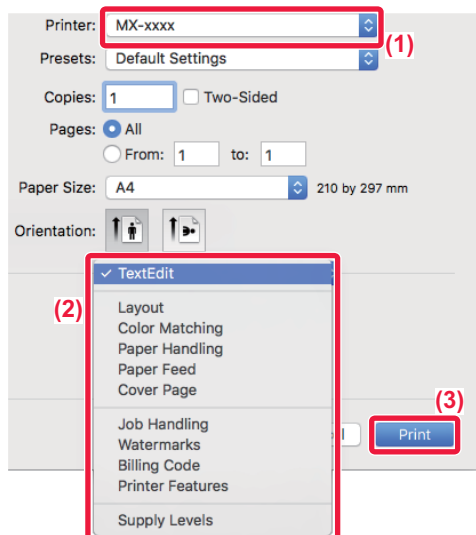 Printer: MX-xxxx
(1)
Presets: Default Settings
Copies: 1 Two-Sided
Pages: All
From: 1 to: 1
Paper Size: A4 210 by 297 mm
Orientation:
✓ TextEdit
(2)
Layout
Color Matching
Paper Handling
Paper Feed
Cover Page
(3)
Job Handling
Print
Watermarks
Billing Code
Printer Features
Supply Levels